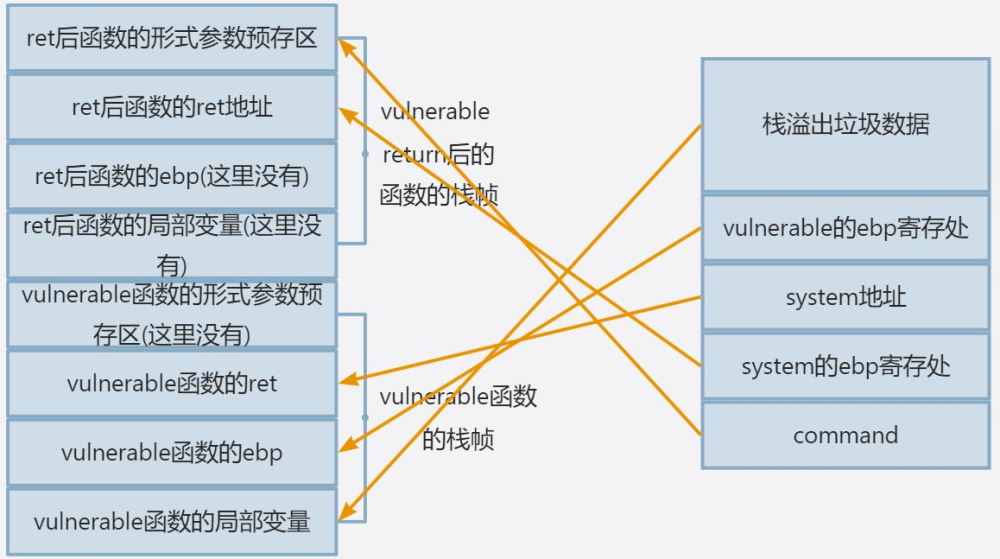 ret后函数的形式参数预存区
ret后函数的ret地址
ret后函数的ebp(这里没有)
ret后函数的局部变量(这里没
有)
vulnerable函数的形式参数预
存区(这里没有)
vulnerable函数的ret
vulnerable函数的ebp
vulnerable函数的局部变量
vulnerable
return后的
函数的栈帧
vulnerable函数
的栈帧
栈溢出垃圾数据
vulnerable的ebp寄存处
system地址
system的ebp寄存处
command